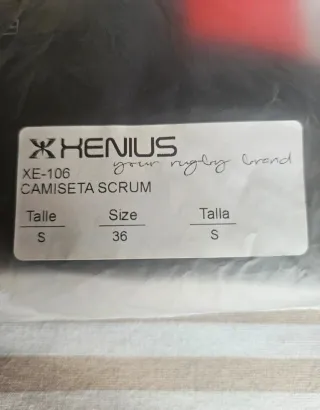 XENIUS
your rugby brand
XE-106
CAMISETA SCRUM
Talle Size Talla
S 36 S